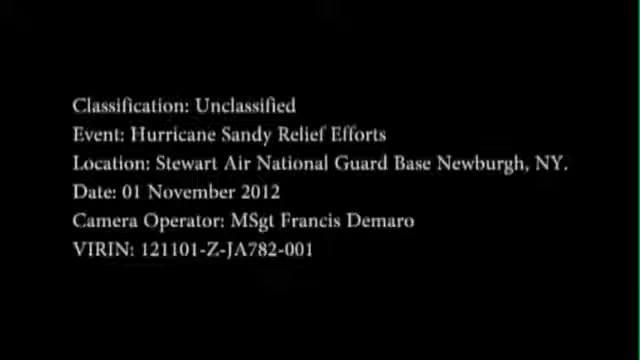 Classification: Unclassified
Event: Hurricane Sandy Relief Efforts
Location: Stewart Air National Guard Base Newburgh, NY.
Date: 01 November 2012
Camera Operator: MSgt Francis Demaro
VIRIN: 121101-Z-JA782-001